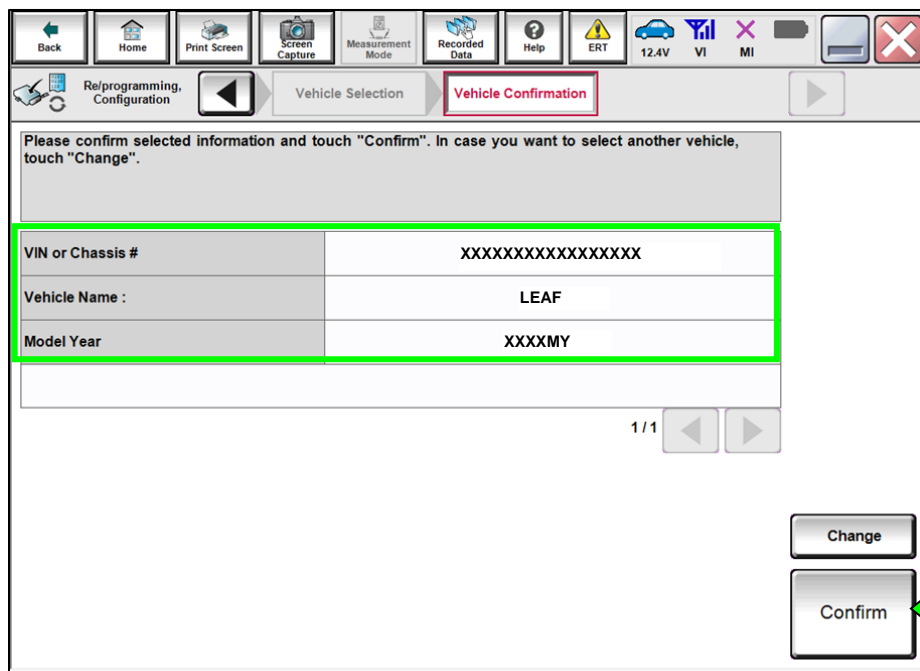 Back
Home
Print Screen
Screen
Capture
Measurement
Mode
Recorded
Data
Help
ERT
12.4V
VI
MI
Re/programming,
Configuration
Vehicle Selection
Vehicle Confirmation
Please confirm selected information and touch "Confirm". In case you want to select another vehicle,
touch "Change".
VIN or Chassis #
XXXXXXXXXXXXXXXXX
Vehicle Name :
LEAF
Model Year
XXXXMY
1 / 1
Change
Confirm